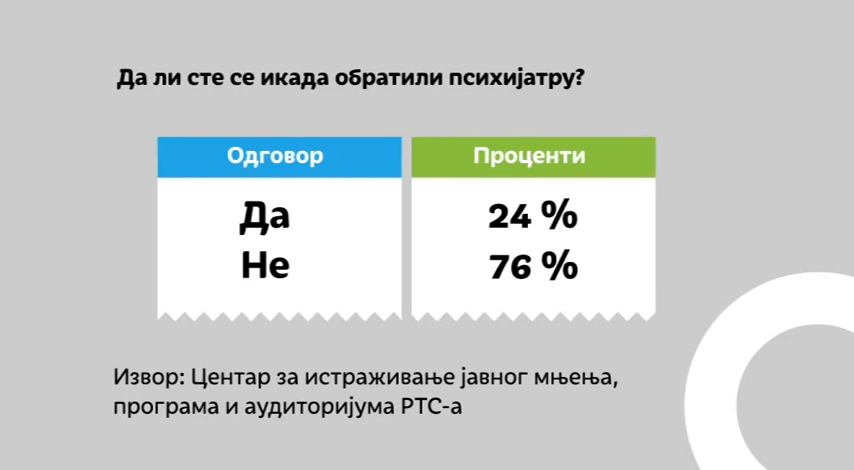 Да ли сте се икада обратили психијатру?
Одговор Проценти
Да 24 %
Не 76 %
Извор: Центар за истраживање јавног мњења,
програма и аудиторијума РТС-а